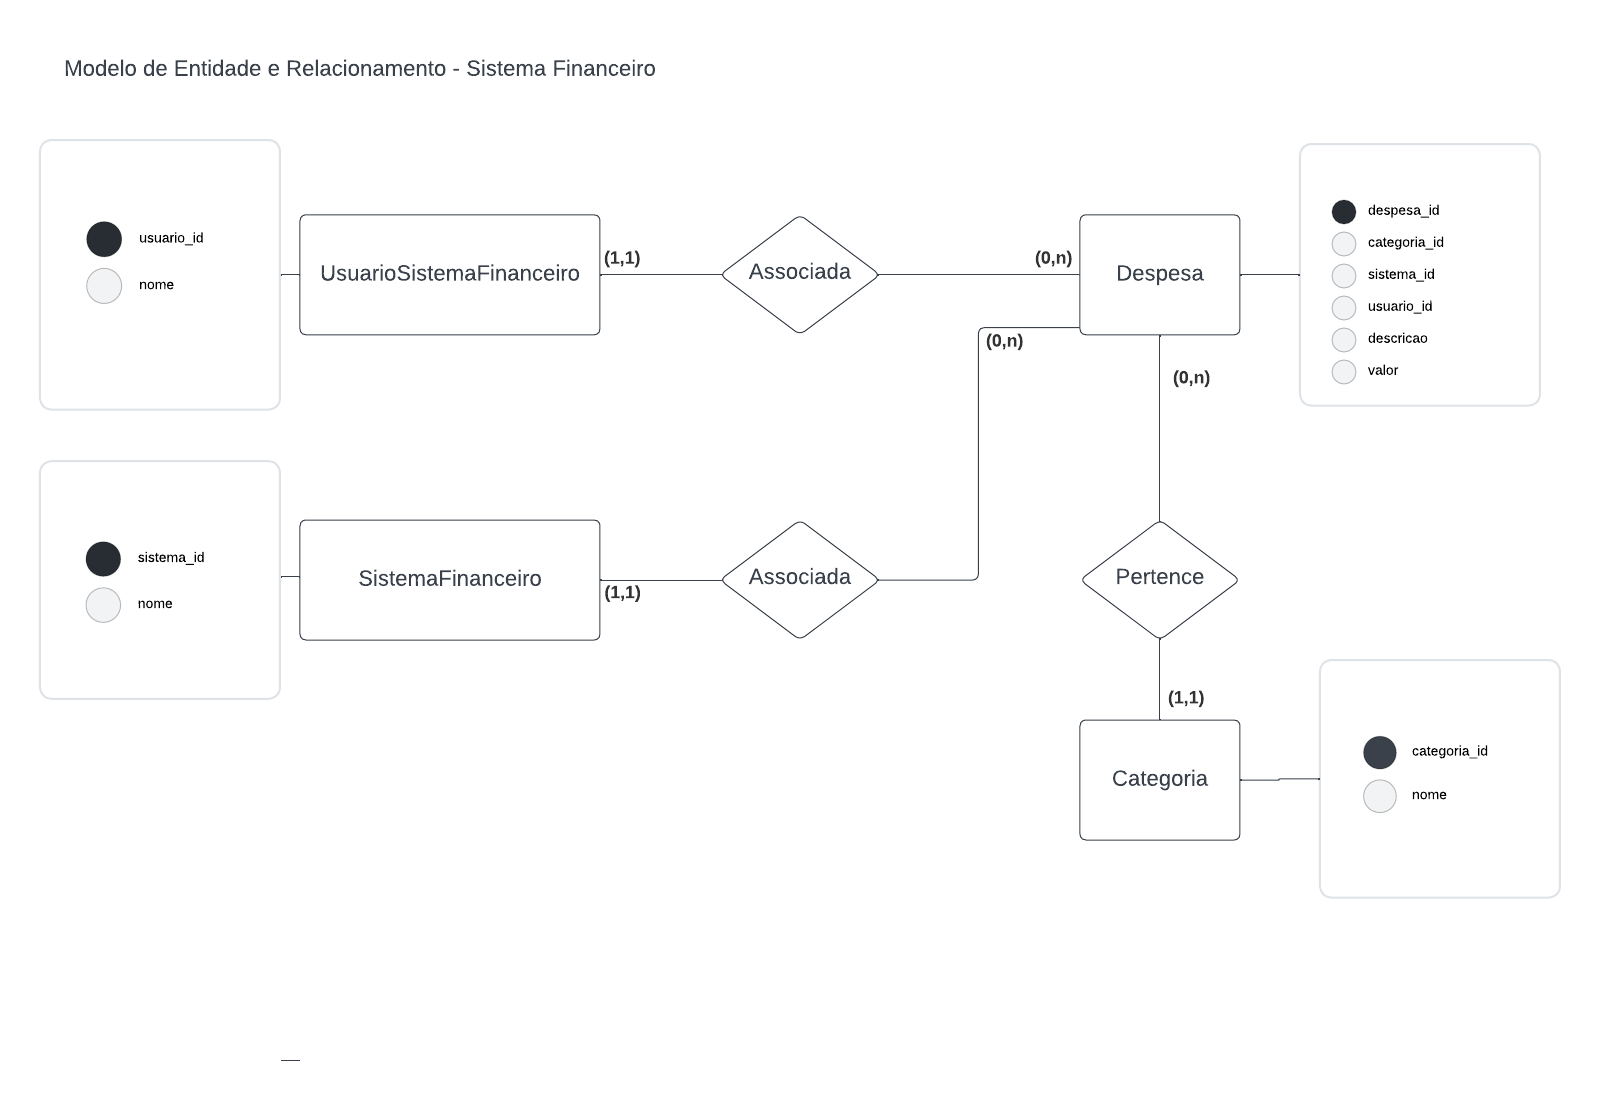 Modelo de Entidade e Relacionamento - Sistema Financeiro
usuario_id
nome
UsuarioSistemaFinanceiro
(1,1)
Associada
(0,n)
Despesa
despesa_id
categoria_id
sistema_id
usuario_id
descricao
valor
(0,n)
(0,n)
sistema_id
nome
SistemaFinanceiro
(1,1)
Associada
Pertence
(1,1)
Categoria
categoria_id
nome